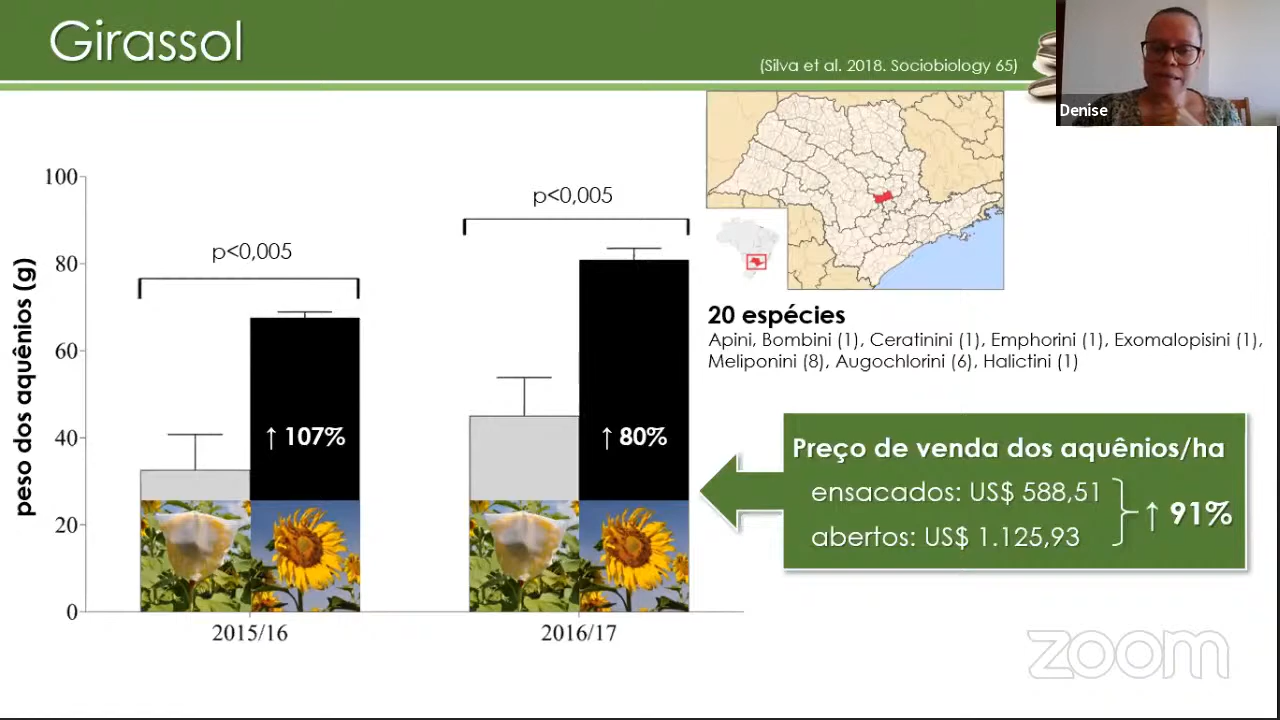 Girassol
(Silva et al. 2018. Sociobiology 65)
Denise
peso dos aquênios (g)
100
80
60
40
20
0
p<0,005
p<0,005
↑ 107%
↑ 80%
2015/16
2016/17
20 espécies
Apini, Bombini (1), Ceratinini (1), Emphorini (1), Exomalopisini (1),
Meliponini (8), Augochlorini (6), Halictini (1)
Preço de venda dos aquênios/ha
ensacados: US$ 588,51
abertos: US$ 1.125,93
↑ 91%
zoom